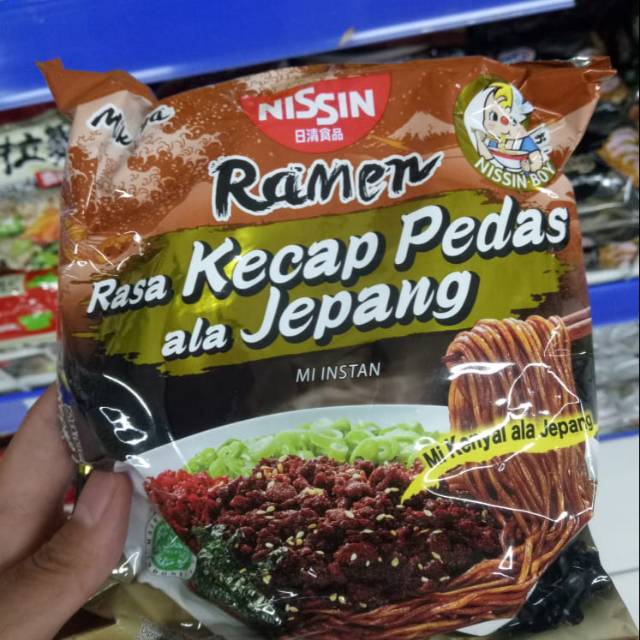 NISSIN
日清食品
NISSIN BOY
Ramen
Rasa Kecap Pedas
ala Jepang
MI INSTAN
Mi Kenyal ala Jepang